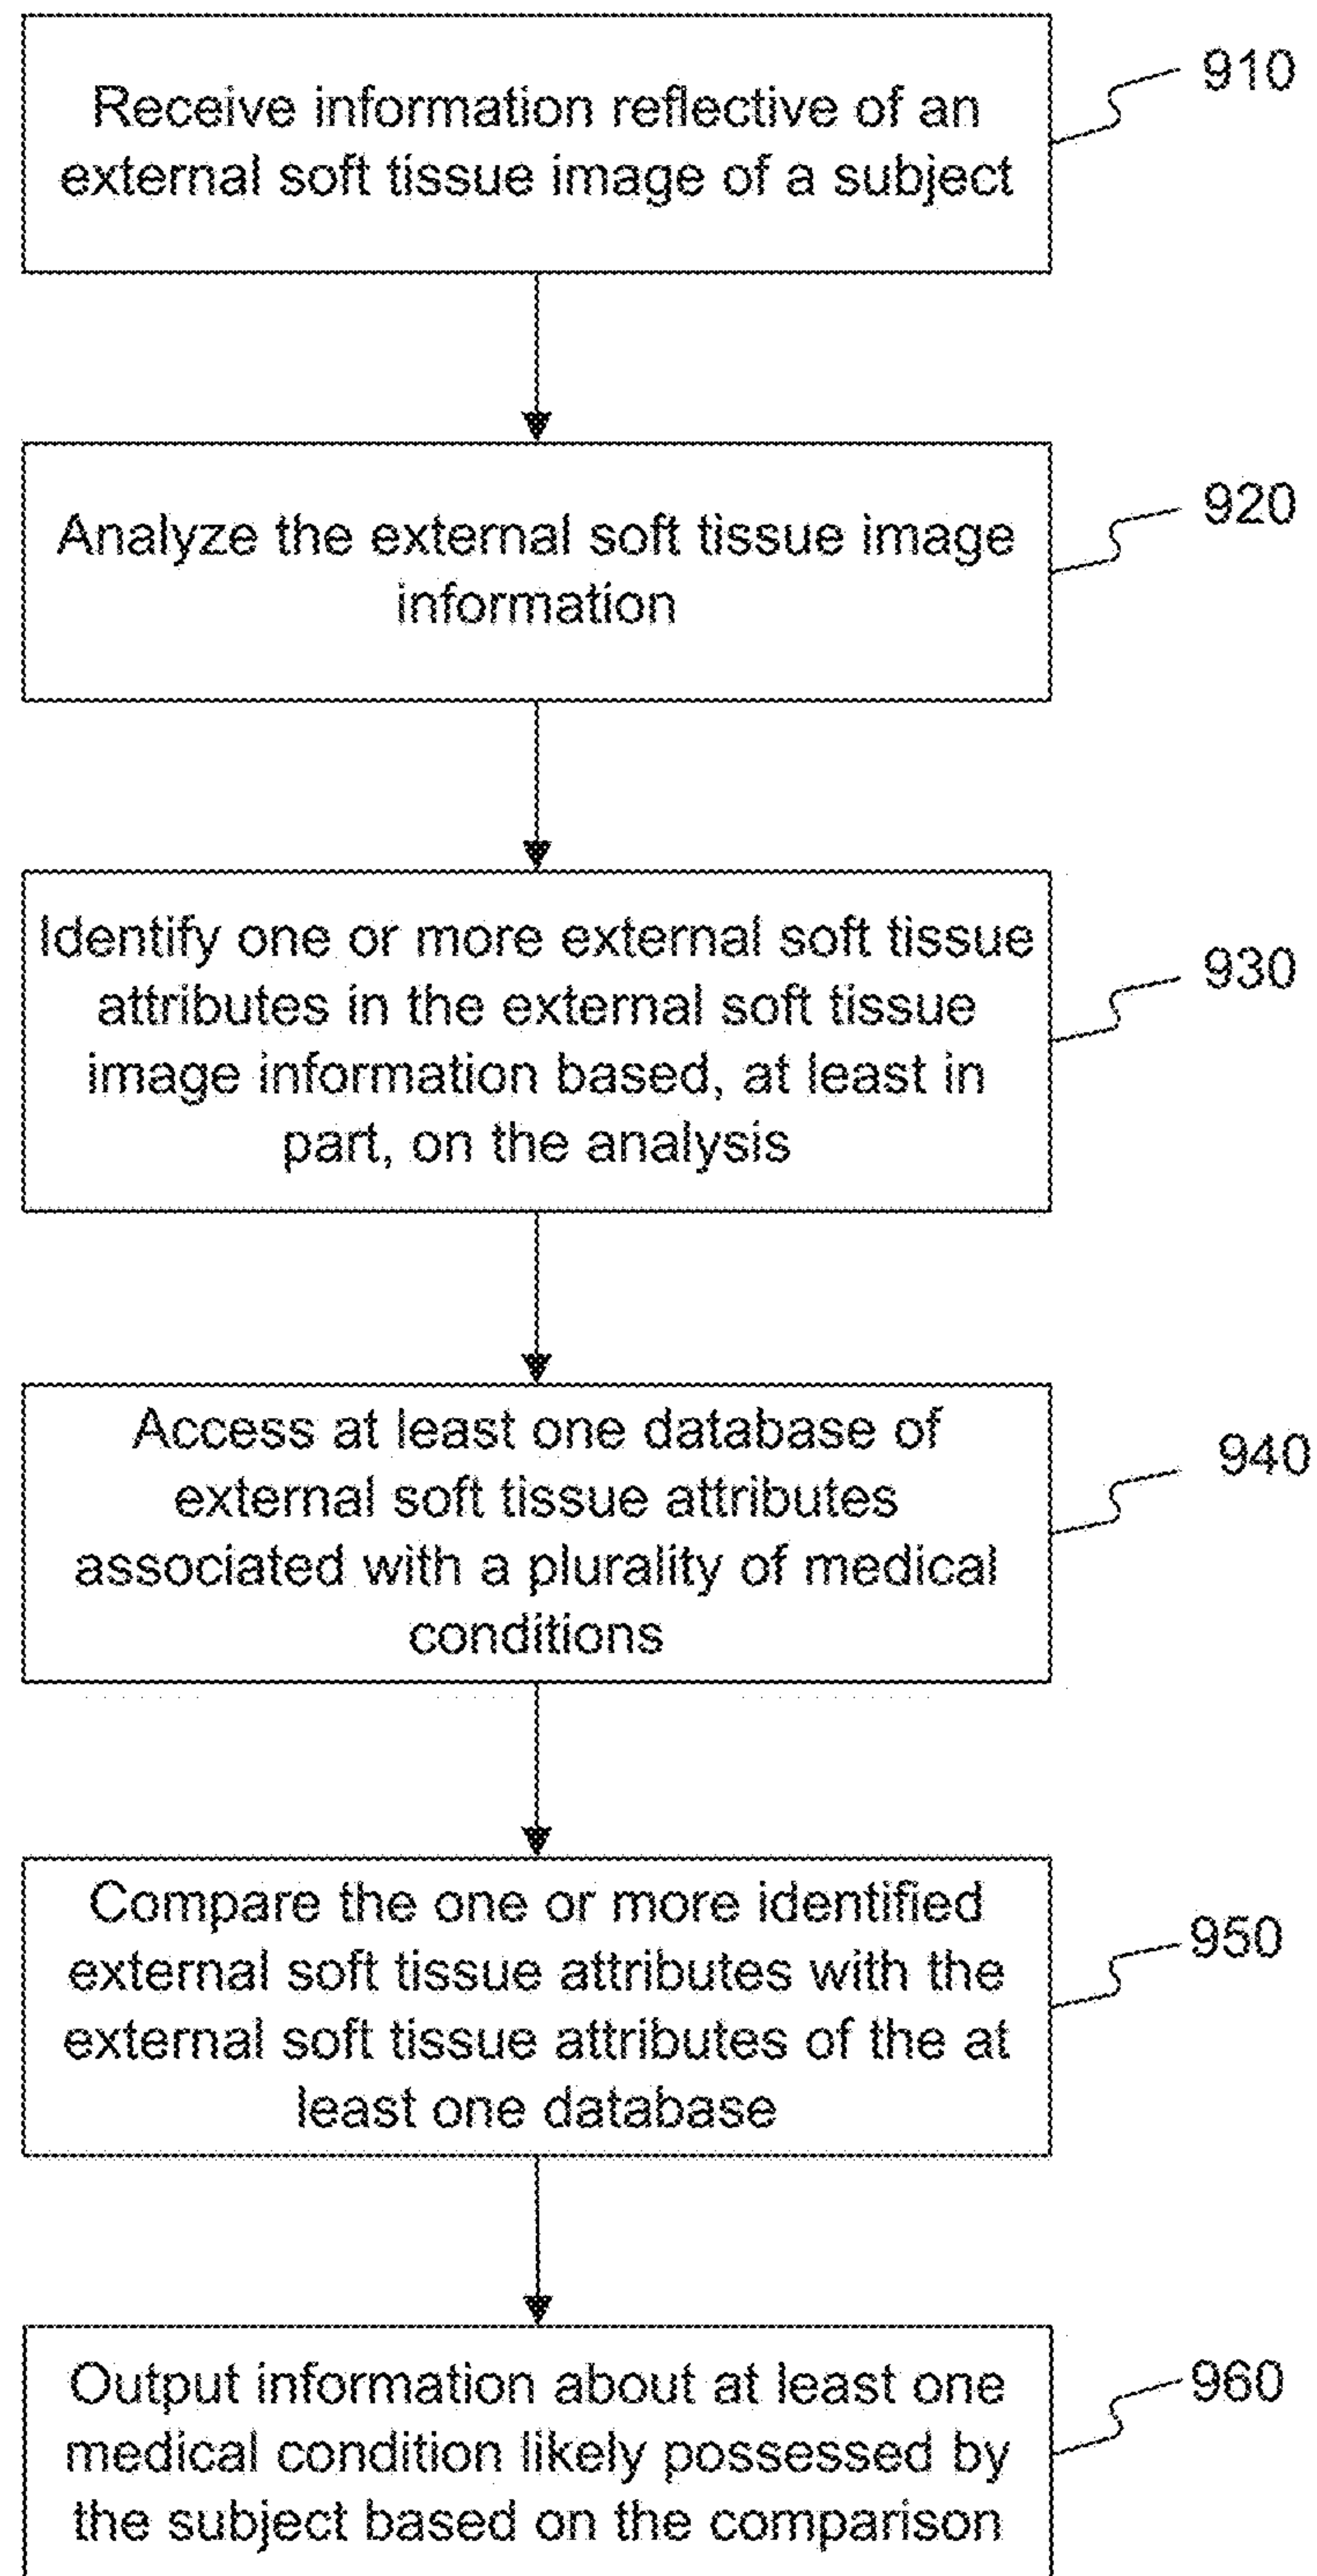 Receive information reflective of an
external soft tissue image of a subject
910
Analyze the external soft tissue image
information
920
Identify one or more external soft tissue
attributes in the external soft tissue
image information based, at least in
part, on the analysis
930
Access at least one database of
external soft tissue attributes
associated with a plurality of medical
conditions
940
Compare the one or more identified
external soft tissue attributes with the
external soft tissue attributes of the at
least one database
950
Output information about at least one
medical condition likely possessed by
the subject based on the comparison
960